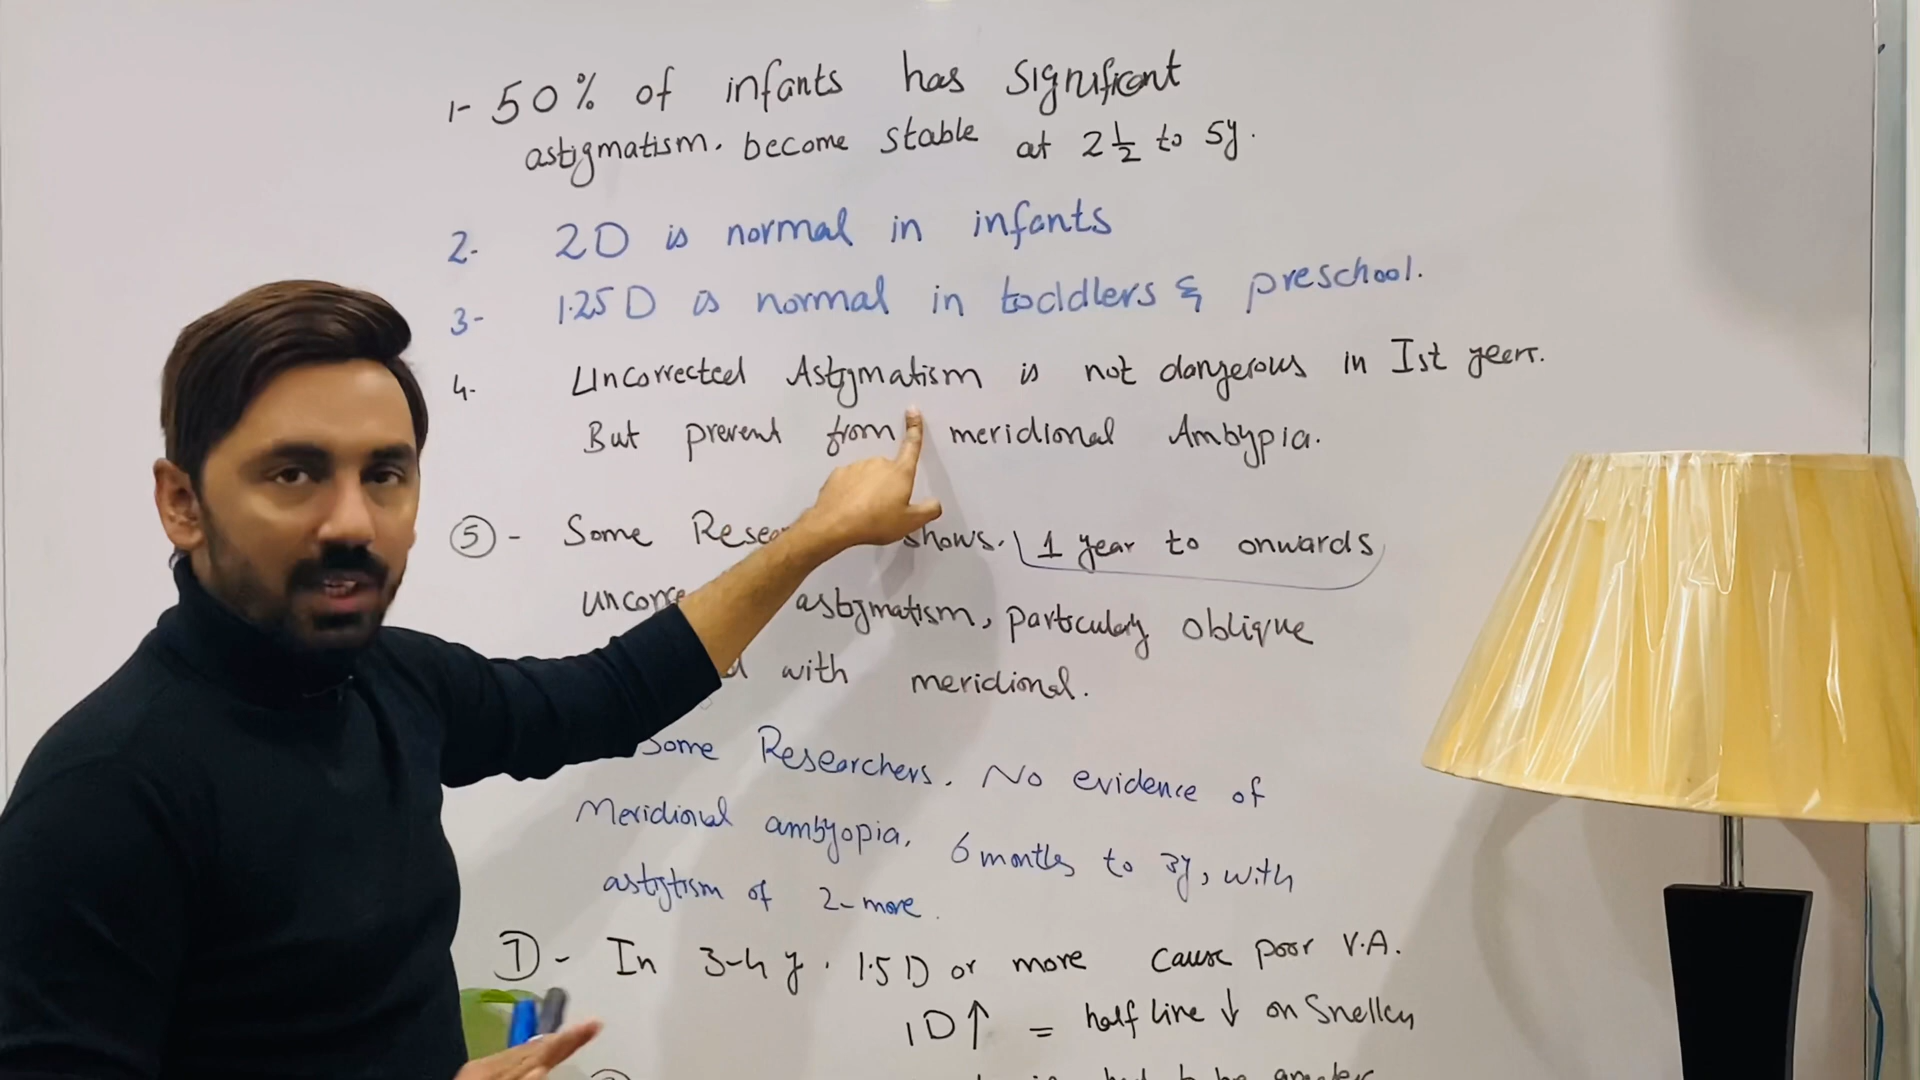 1- 50% of infants has significant
astigmatism. become stable at 2 1/2 to 5y.
2- 2D is normal in infants
3- 1.25 D is normal in toddlers & preschool.
4- Uncorrected Astigmatism is not dangerous in Ist year.
But prevent from meridional Ambypia.
5- Some shows. 1 year to onwards
astigmatism, particularly oblique
with meridional.
Some Researchers. No evidence of
Meridional amblyopia, 6 months to 3y, with
astigtism of 2-more.
7- In 3-4 y. 1.5 D or more cause poor V.A.
1D↑ = half line ↓ on Snellen